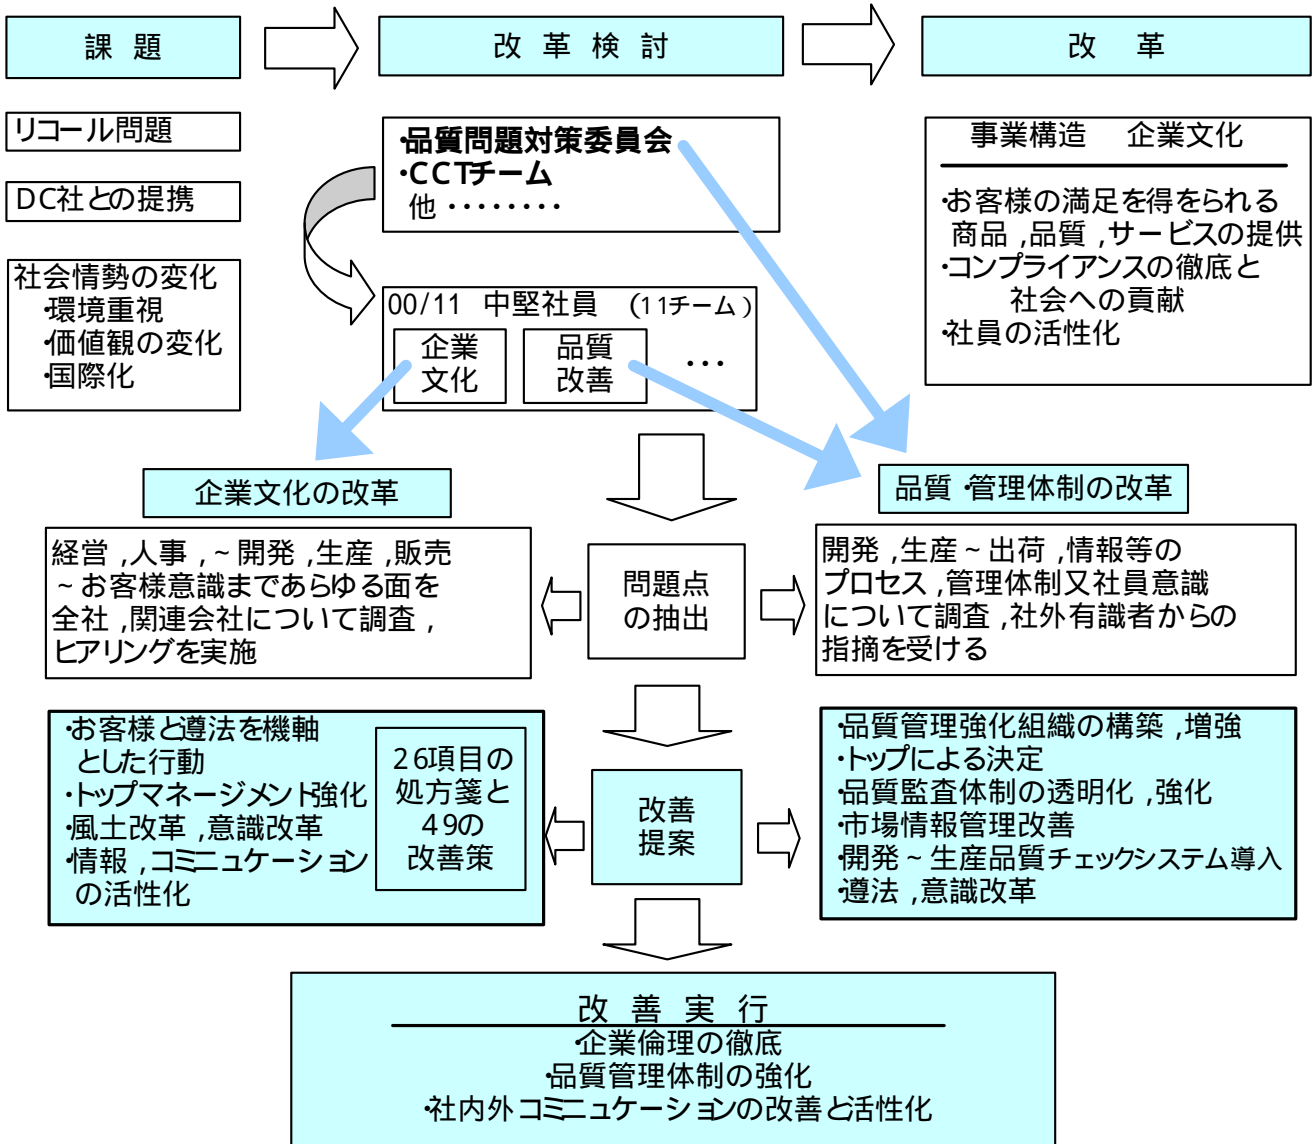 課 題
改 革 検 討
改 革
リコール問題
DC社との提携
社会情勢の変化
・環境重視
・価値観の変化
・国際化
・品質問題対策委員会
・CCTチーム
他 ・・・・・・・・
00/11 中堅社員 (11チーム)
企業
文化
品質
改善
・・・
事業構造 企業文化
・お客様の満足を得をられる
商品,品質,サービスの提供
・コンプライアンスの徹底と
社会への貢献
・社員の活性化
企業文化の改革
品質・管理体制の改革
経営,人事,~開発,生産,販売
~お客様意識まであらゆる面を
全社,関連会社について調査,
ヒアリングを実施
問題点
の抽出
開発,生産~出荷,情報等の
プロセス,管理体制又社員意識
について調査,社外有識者からの
指摘を受ける
・お客様と遵法を機軸
とした行動
・トップマネージメント強化
・風土改革,意識改革
・情報,コミニュケーション
の活性化
26項目の
処方箋と
49の
改善策
改善
提案
・品質管理強化組織の構築,増強
・トップによる決定
・品質監査体制の透明化,強化
・市場情報管理改善
・開発~生産品質チェックシステム導入
・遵法,意識改革
改 善 実 行
・企業倫理の徹底
・品質管理体制の強化
・社内外コミニュケーションの改善と活性化